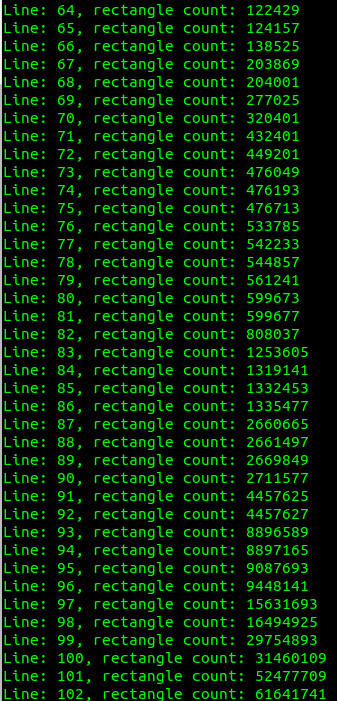 Line: 64, rectangle count: 122429
Line: 65, rectangle count: 124157
Line: 66, rectangle count: 138525
Line: 67, rectangle count: 203869
Line: 68, rectangle count: 204001
Line: 69, rectangle count: 277025
Line: 70, rectangle count: 320401
Line: 71, rectangle count: 432401
Line: 72, rectangle count: 449201
Line: 73, rectangle count: 476049
Line: 74, rectangle count: 476193
Line: 75, rectangle count: 476713
Line: 76, rectangle count: 533785
Line: 77, rectangle count: 542233
Line: 78, rectangle count: 544857
Line: 79, rectangle count: 561241
Line: 80, rectangle count: 599673
Line: 81, rectangle count: 599677
Line: 82, rectangle count: 808037
Line: 83, rectangle count: 1253605
Line: 84, rectangle count: 1319141
Line: 85, rectangle count: 1332453
Line: 86, rectangle count: 1335477
Line: 87, rectangle count: 2660665
Line: 88, rectangle count: 2661497
Line: 89, rectangle count: 2669849
Line: 90, rectangle count: 2711577
Line: 91, rectangle count: 4457625
Line: 92, rectangle count: 4457627
Line: 93, rectangle count: 8896589
Line: 94, rectangle count: 8897165
Line: 95, rectangle count: 9087693
Line: 96, rectangle count: 9448141
Line: 97, rectangle count: 15631693
Line: 98, rectangle count: 16494925
Line: 99, rectangle count: 29754893
Line: 100, rectangle count: 31460109
Line: 101, rectangle count: 52477709
Line: 102, rectangle count: 61641741